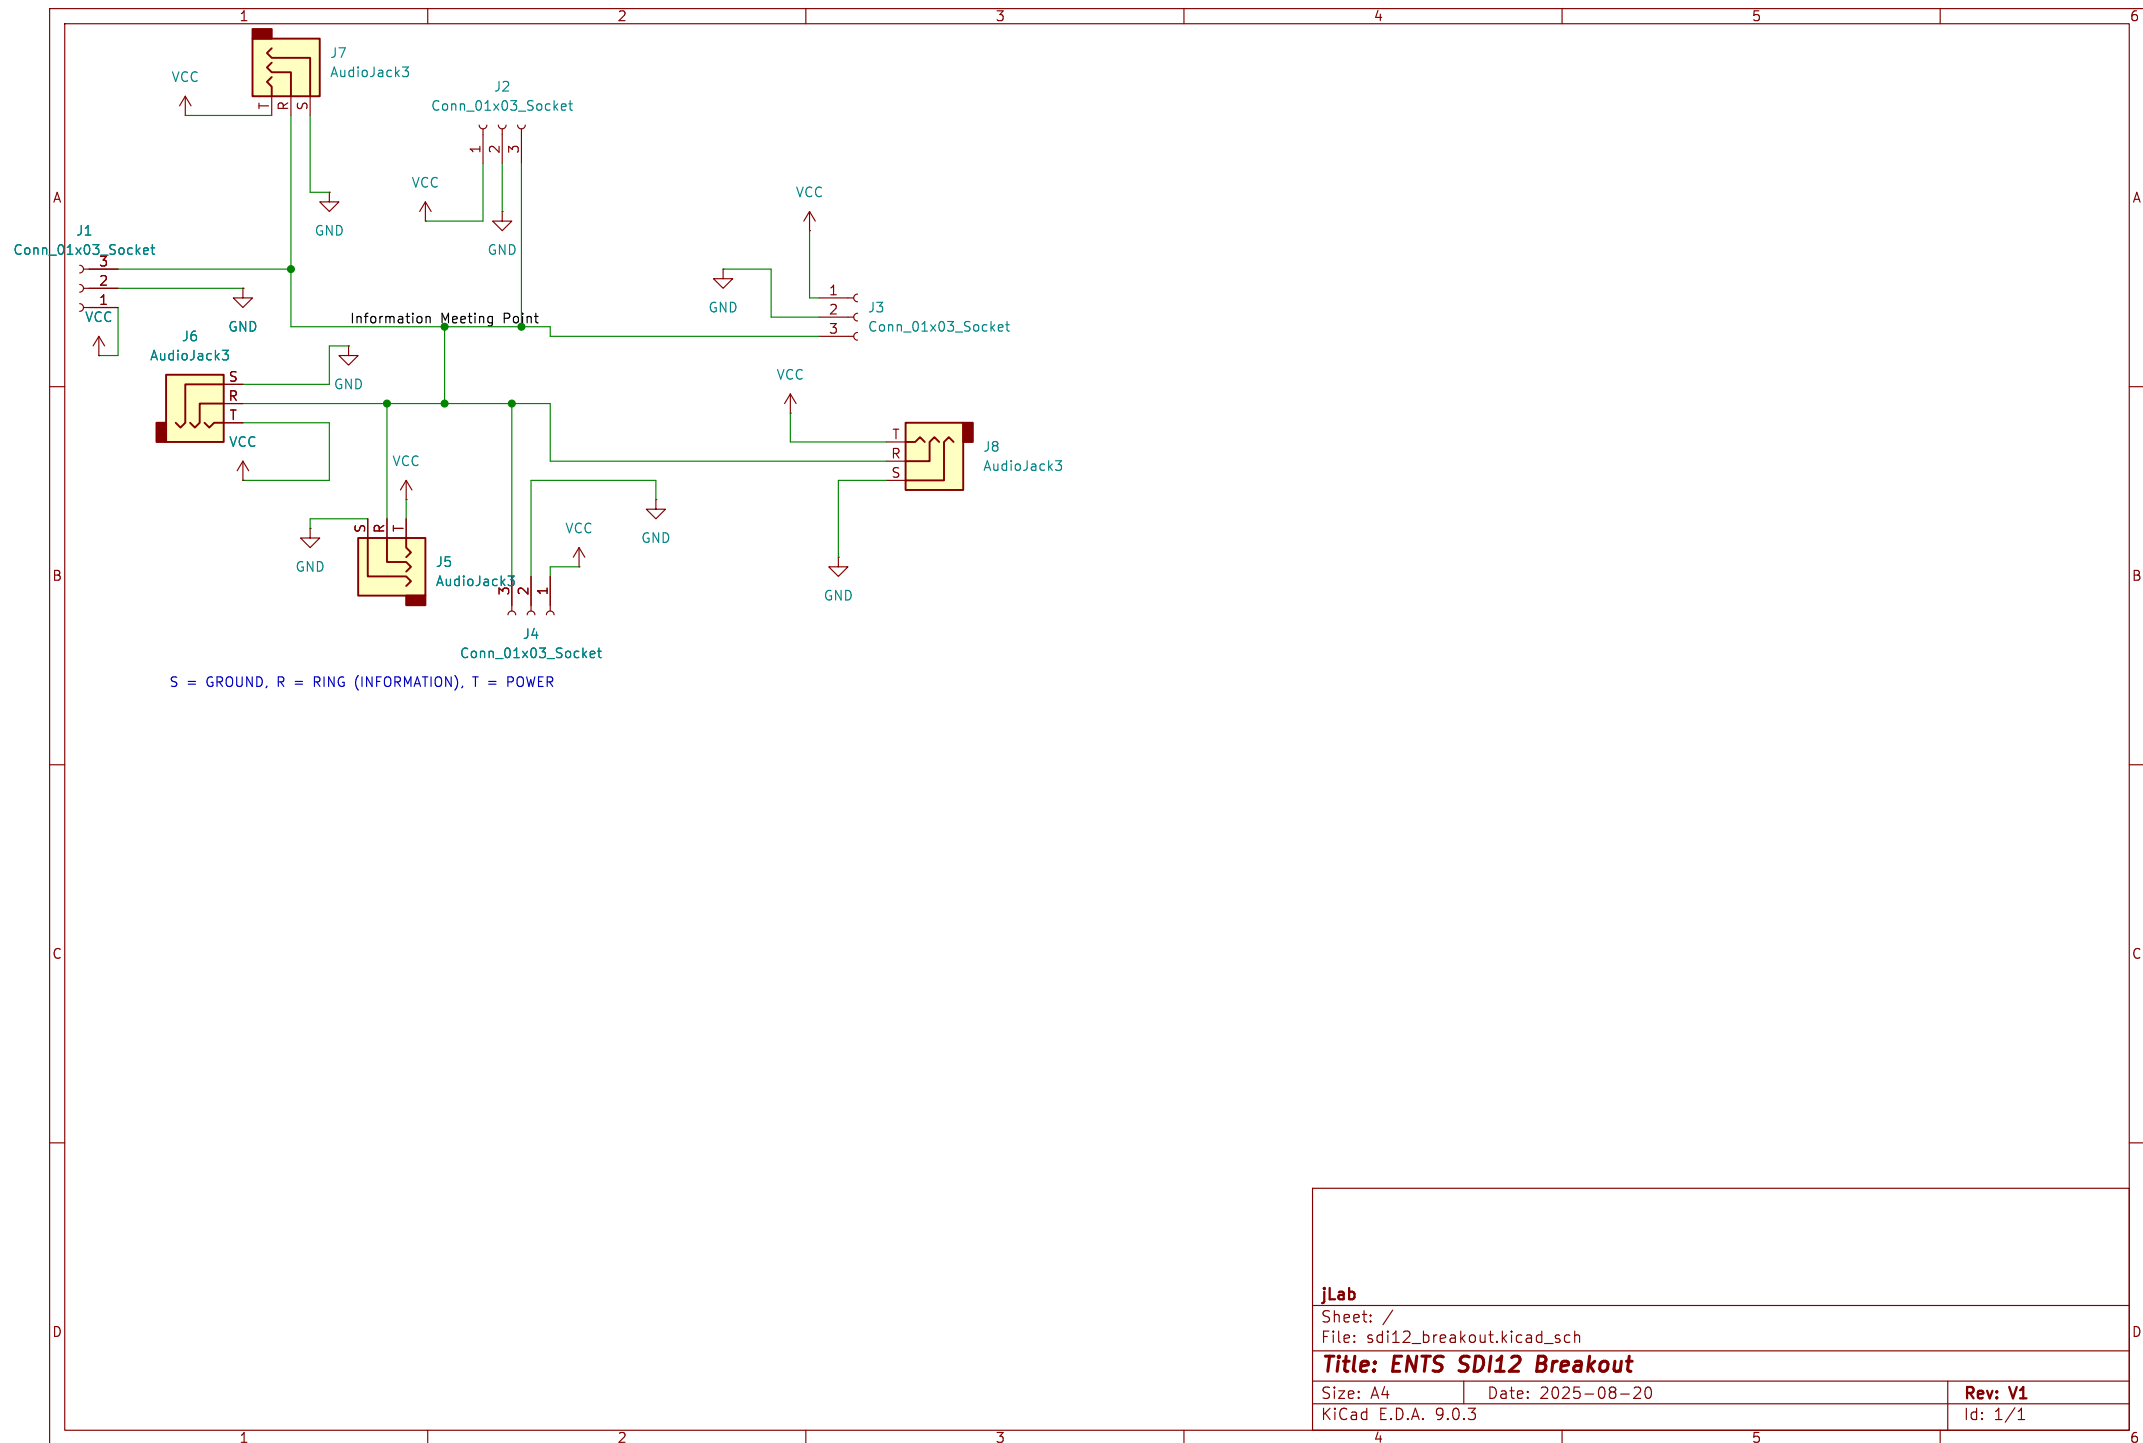 1 2 3 4 5 6
J7
AudioJack3
VCC
T R S
GND
J2
Conn_01x03_Socket
1 2 3
VCC
GND
A
A
J1
Conn_01x03_Socket
3
2
1
GND
VCC
Information Meeting Point
VCC
GND
1
2
3
J3
Conn_01x03_Socket
J6
AudioJack3
S
R
T
GND
VCC
VCC
T
R
S
J8
AudioJack3
GND
VCC
S R T
GND
J5
AudioJack3
GND
VCC
3 2 1
J4
Conn_01x03_Socket
B
B
S = GROUND, R = RING (INFORMATION), T = POWER
C
C
D
D
jLab
Sheet: /
File: sdi12_breakout.kicad_sch
Title: ENTS SDI12 Breakout
Size: A4
Date: 2025-08-20
Rev: V1
KiCad E.D.A. 9.0.3
Id: 1/1
1 2 3 4 5 6